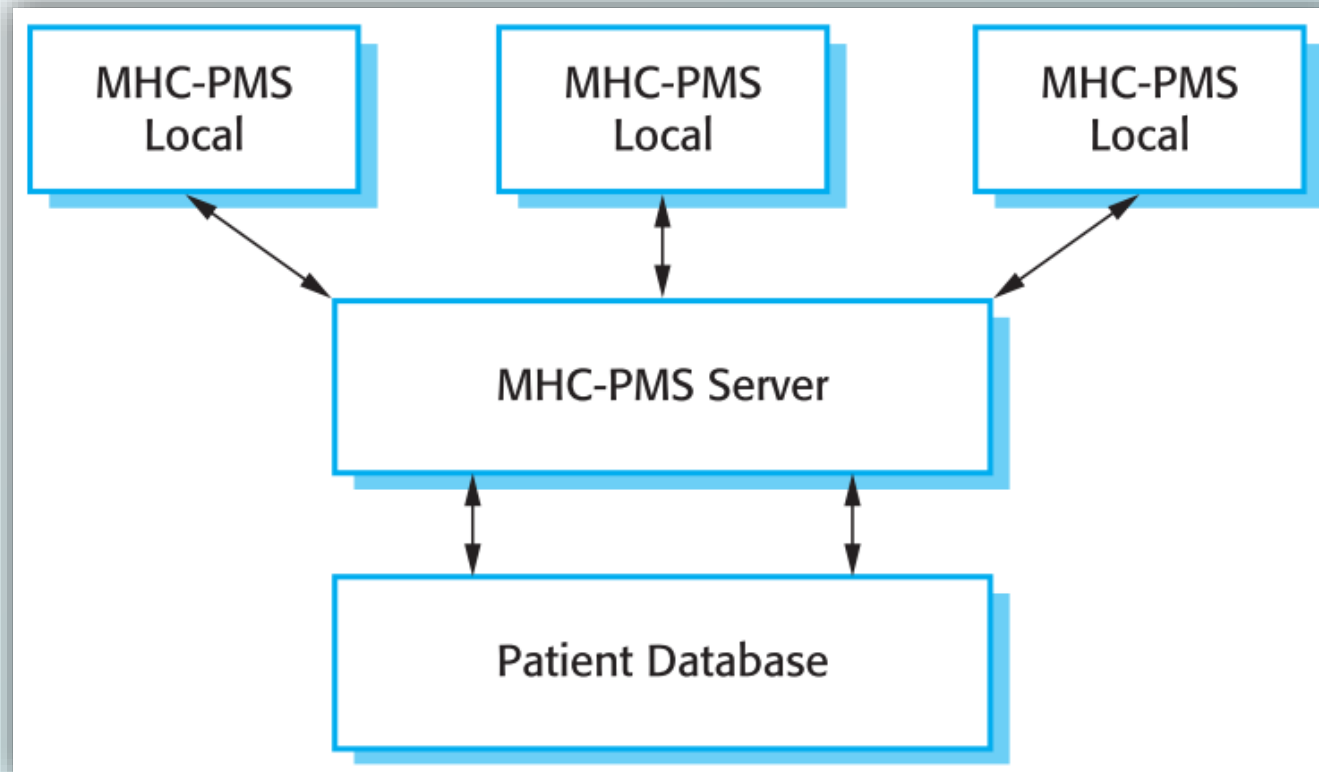 MHC-PMS
Local
MHC-PMS
Local
MHC-PMS
Local
MHC-PMS Server
Patient Database